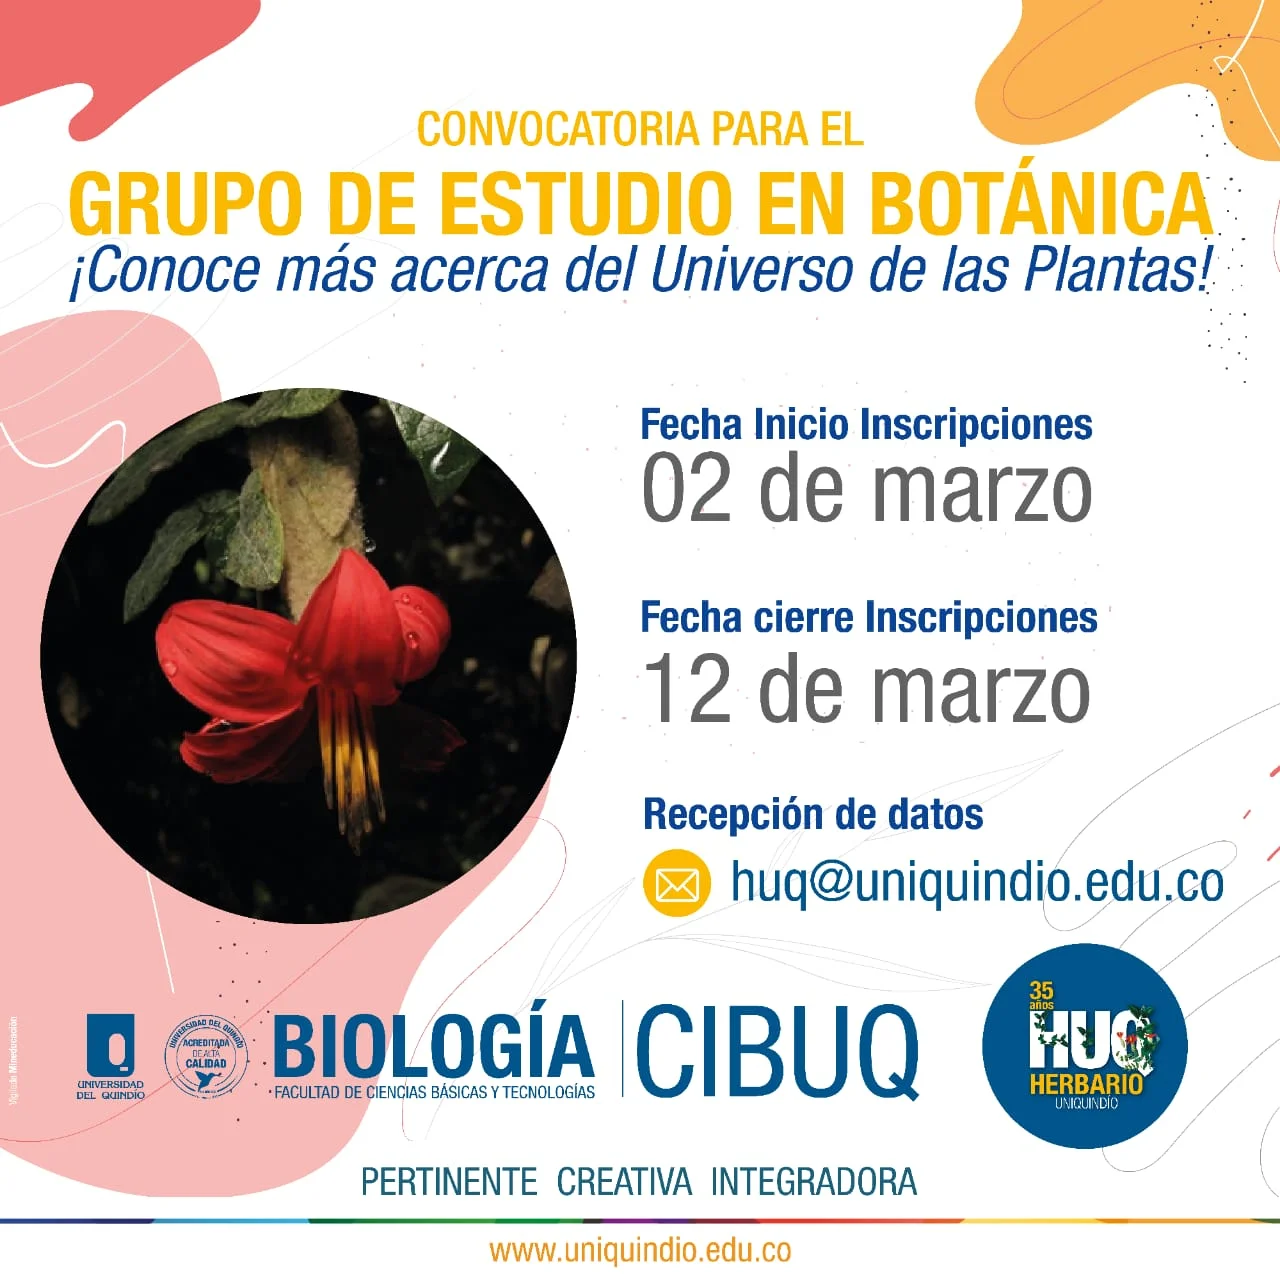 CONVOCATORIA PARA EL
GRUPO DE ESTUDIO EN BOTÁNICA
¡Conoce más acerca del Universo de las Plantas!
Fecha Inicio Inscripciones
02 de marzo
Fecha cierre Inscripciones
12 de marzo
Recepción de datos
huq@uniquindio.edu.co
Vigilada Mineducación
UNIVERSIDAD
DEL QUINDÍO
UNIVERSIDAD DEL QUINDÍO
ACREDITADA
DE ALTA
CALIDAD
BIOLOGÍA
FACULTAD DE CIENCIAS BÁSICAS Y TECNOLOGÍAS
CIBUQ
35
años
HUQ
HERBARIO
UNIQUINDÍO
PERTINENTE CREATIVA INTEGRADORA
www.uniquindio.edu.co